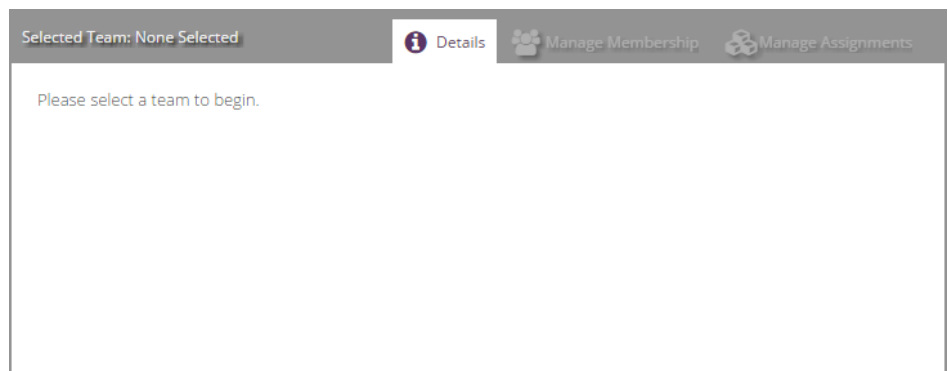 Selected Team: None Selected
Details
Manage Membership
Manage Assignments
Please select a team to begin.